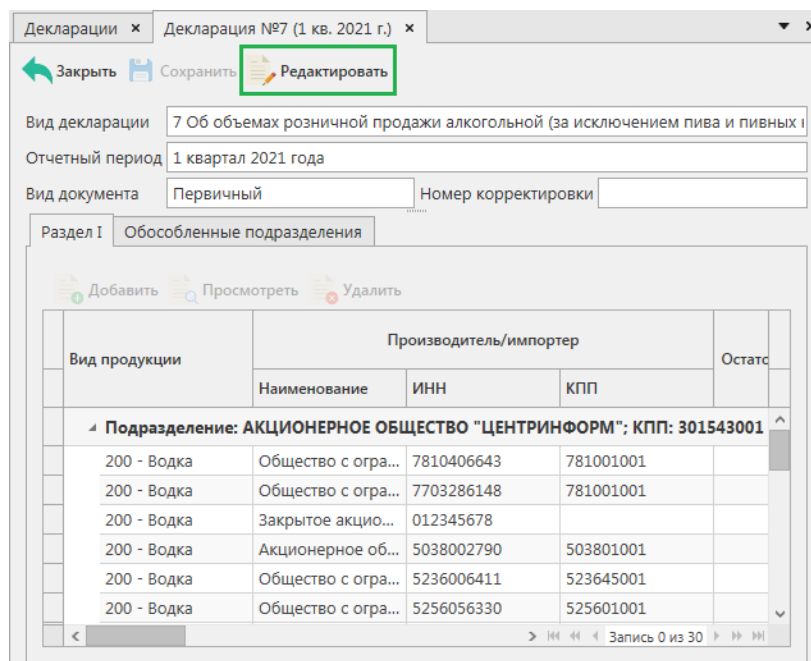 Декларации × Декларация №7 (1 кв. 2021 г.) ×
Закрыть Сохранить Редактировать
Вид декларации 7 Об объемах розничной продажи алкогольной (за исключением пива и пивных
Отчетный период 1 квартал 2021 года
Вид документа Первичный Номер корректировки
Раздел I Обособленные подразделения
Добавить Просмотреть Удалить
Вид продукции Производитель/импортер Остато
Наименование ИНН КПП
Подразделение: АКЦИОНЕРНОЕ ОБЩЕСТВО "ЦЕНТРИНФОРМ"; КПП: 301543001
200 - Водка Общество с огра... 7810406643 781001001
200 - Водка Общество с огра... 7703286148 781001001
200 - Водка Закрытое акцио... 012345678
200 - Водка Акционерное об... 5038002790 503801001
200 - Водка Общество с огра... 5236006411 523645001
200 - Водка Общество с огра... 5256056330 525601001
Запись 0 из 30